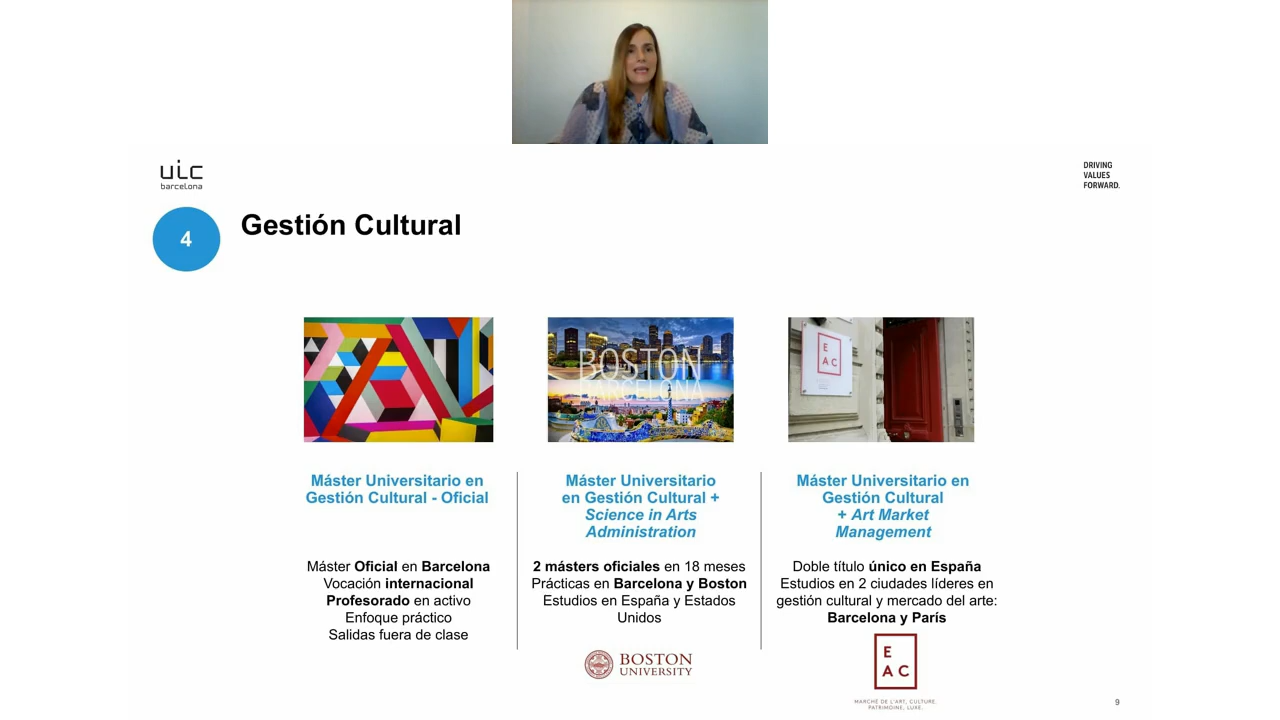 uic
barcelona
DRIVING
VALUES
FORWARD.
4
Gestión Cultural
BOSTON
BARCELONA
E
AC
Máster Universitario en
Gestión Cultural - Oficial
Máster Oficial en Barcelona
Vocación internacional
Profesorado en activo
Enfoque práctico
Salidas fuera de clase
Máster Universitario
en Gestión Cultural +
Science in Arts
Administration
2 másters oficiales en 18 meses
Prácticas en Barcelona y Boston
Estudios en España y Estados
Unidos
BOSTON
UNIVERSITY
Máster Universitario en
Gestión Cultural
+ Art Market
Management
Doble título único en España
Estudios en 2 ciudades líderes en
gestión cultural y mercado del arte:
Barcelona y París
E
AC
MARCHÉ DE L'ART, CULTURE,
PATRIMOINE, LUXE.
9